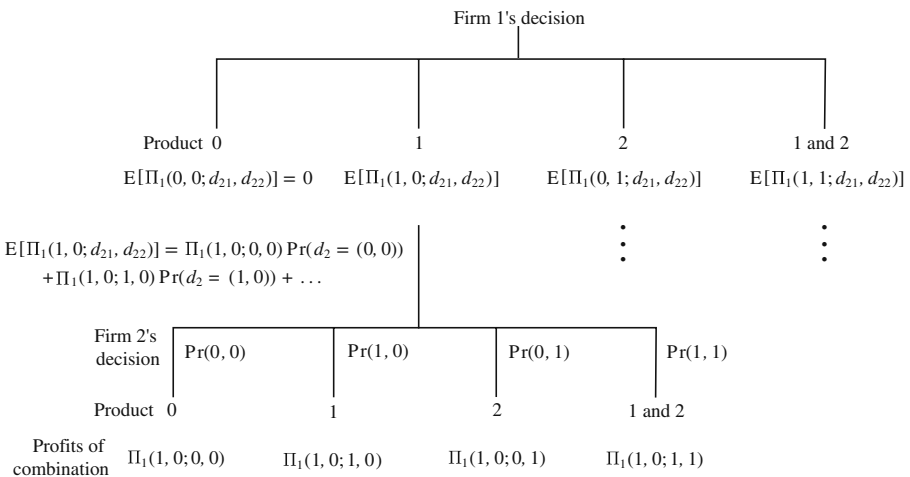 Firm 1's decision
Product 0 1 2 1 and 2
E[Π₁(0, 0; d₂₁, d₂₂)] = 0 E[Π₁(1, 0; d₂₁, d₂₂)] E[Π₁(0, 1; d₂₁, d₂₂)] E[Π₁(1, 1; d₂₁, d₂₂)]
E[Π₁(1, 0; d₂₁, d₂₂)] = Π₁(1, 0; 0, 0) Pr(d₂ = (0, 0))
+Π₁(1, 0; 1, 0) Pr(d₂ = (1, 0)) + …
Firm 2's
decision
Pr(0, 0) Pr(1, 0) Pr(0, 1) Pr(1, 1)
Product 0 1 2 1 and 2
Profits of
combination
Π₁(1, 0; 0, 0) Π₁(1, 0; 1, 0) Π₁(1, 0; 0, 1) Π₁(1, 0; 1, 1)